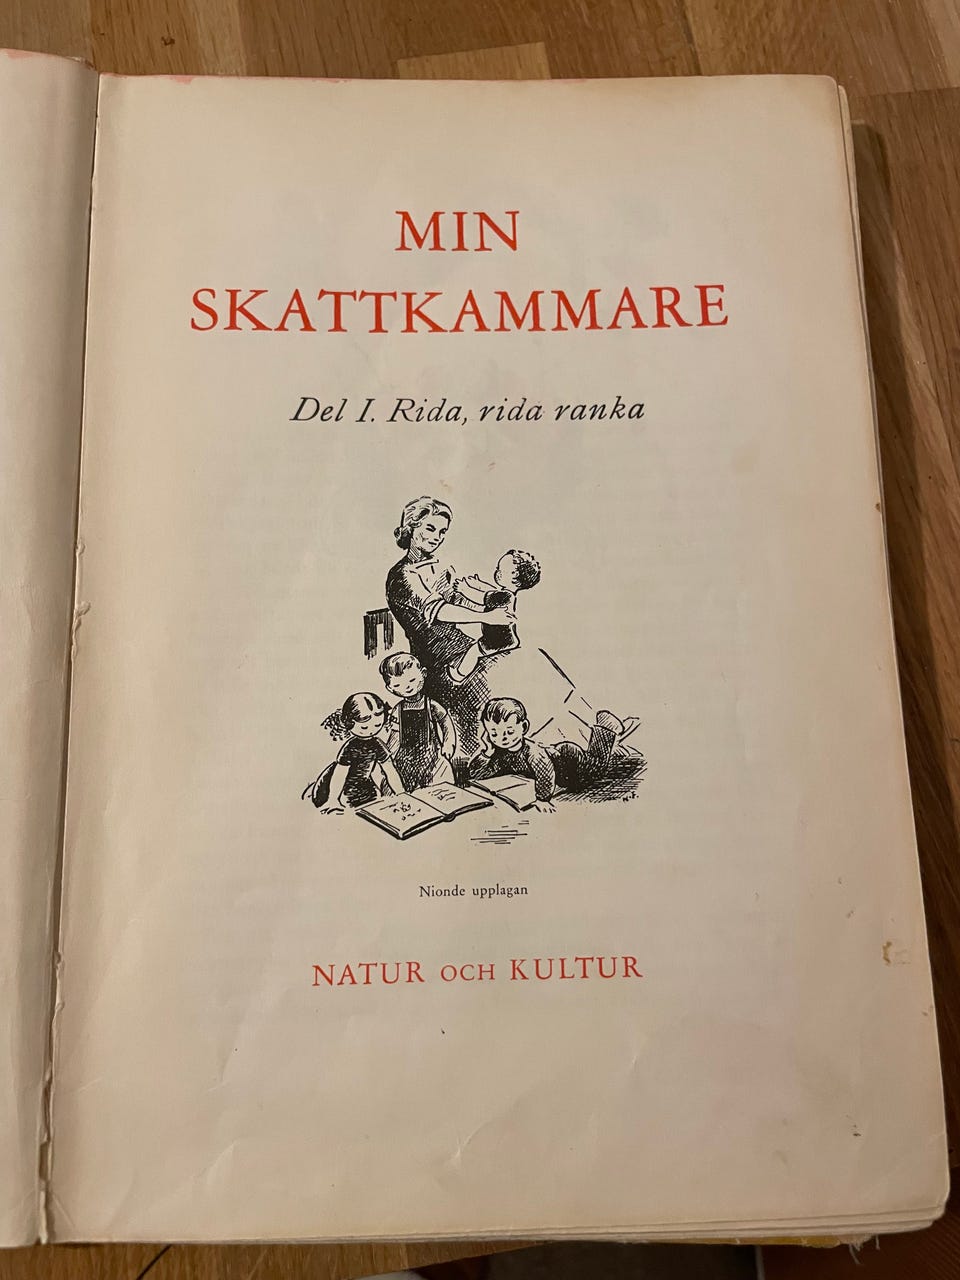 MIN
SKATTKAMMARE
Del I. Rida, rida ranka
N.F.
Nionde upplagan
NATUR OCH KULTUR